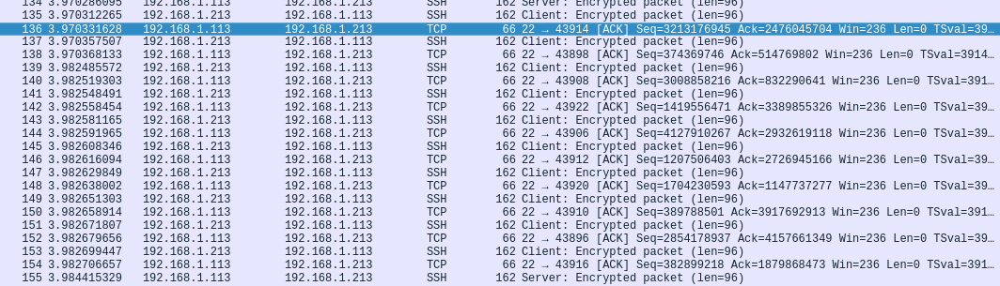 134 3.970286095 192.168.1.113 192.168.1.213 SSH 162 Server: Encrypted packet (len=96)
135 3.970312265 192.168.1.213 192.168.1.113 SSH 162 Client: Encrypted packet (len=96)
136 3.970331628 192.168.1.113 192.168.1.213 TCP 66 22 → 43914 [ACK] Seq=3213176945 Ack=2476045704 Win=236 Len=0 TSval=39…
137 3.970357507 192.168.1.213 192.168.1.113 SSH 162 Client: Encrypted packet (len=96)
138 3.970368133 192.168.1.113 192.168.1.213 TCP 66 22 → 43898 [ACK] Seq=374369746 Ack=514769802 Win=236 Len=0 TSval=3914…
139 3.982485572 192.168.1.213 192.168.1.113 SSH 162 Client: Encrypted packet (len=96)
140 3.982519303 192.168.1.113 192.168.1.213 TCP 66 22 → 43908 [ACK] Seq=3008858216 Ack=832290641 Win=236 Len=0 TSval=391…
141 3.982548491 192.168.1.213 192.168.1.113 SSH 162 Client: Encrypted packet (len=96)
142 3.982558454 192.168.1.113 192.168.1.213 TCP 66 22 → 43922 [ACK] Seq=1419556471 Ack=3389855326 Win=236 Len=0 TSval=39…
143 3.982581165 192.168.1.213 192.168.1.113 SSH 162 Client: Encrypted packet (len=96)
144 3.982591965 192.168.1.113 192.168.1.213 TCP 66 22 → 43906 [ACK] Seq=4127910267 Ack=2932619118 Win=236 Len=0 TSval=39…
145 3.982608346 192.168.1.213 192.168.1.113 SSH 162 Client: Encrypted packet (len=96)
146 3.982616094 192.168.1.113 192.168.1.213 TCP 66 22 → 43912 [ACK] Seq=1207506403 Ack=2726945166 Win=236 Len=0 TSval=39…
147 3.982629849 192.168.1.213 192.168.1.113 SSH 162 Client: Encrypted packet (len=96)
148 3.982638002 192.168.1.113 192.168.1.213 TCP 66 22 → 43920 [ACK] Seq=1704230593 Ack=1147737277 Win=236 Len=0 TSval=39…
149 3.982651303 192.168.1.213 192.168.1.113 SSH 162 Client: Encrypted packet (len=96)
150 3.982658914 192.168.1.113 192.168.1.213 TCP 66 22 → 43910 [ACK] Seq=389788501 Ack=3917692913 Win=236 Len=0 TSval=391…
151 3.982671807 192.168.1.213 192.168.1.113 SSH 162 Client: Encrypted packet (len=96)
152 3.982679656 192.168.1.113 192.168.1.213 TCP 66 22 → 43896 [ACK] Seq=2854178937 Ack=4157661349 Win=236 Len=0 TSval=39…
153 3.982699447 192.168.1.213 192.168.1.113 SSH 162 Client: Encrypted packet (len=96)
154 3.982706657 192.168.1.113 192.168.1.213 TCP 66 22 → 43916 [ACK] Seq=382899218 Ack=1879868473 Win=236 Len=0 TSval=391…
155 3.984415329 192.168.1.113 192.168.1.213 SSH 162 Server: Encrypted packet (len=96)